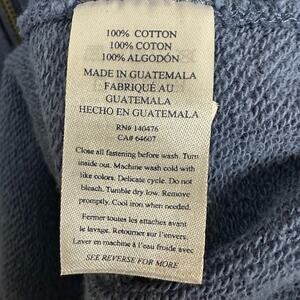 100% COTTON
100% COTON
100% ALGODÓN
MADE IN GUATEMALA
FABRIQUÉ AU
GUATEMALA
HECHO EN GUATEMALA
RN# 140476
CA# 64607
Close all fastening before wash. Turn
inside out. Machine wash cold with
like colors. Delicate cycle. Do not
bleach. Tumble dry low. Remove
promptly. Cool iron when needed.
Fermer toutes les attaches avant
le lavage. Retourner sur l'envers.
Laver en machine à l'eau froide avec
SEE REVERSE FOR MORE